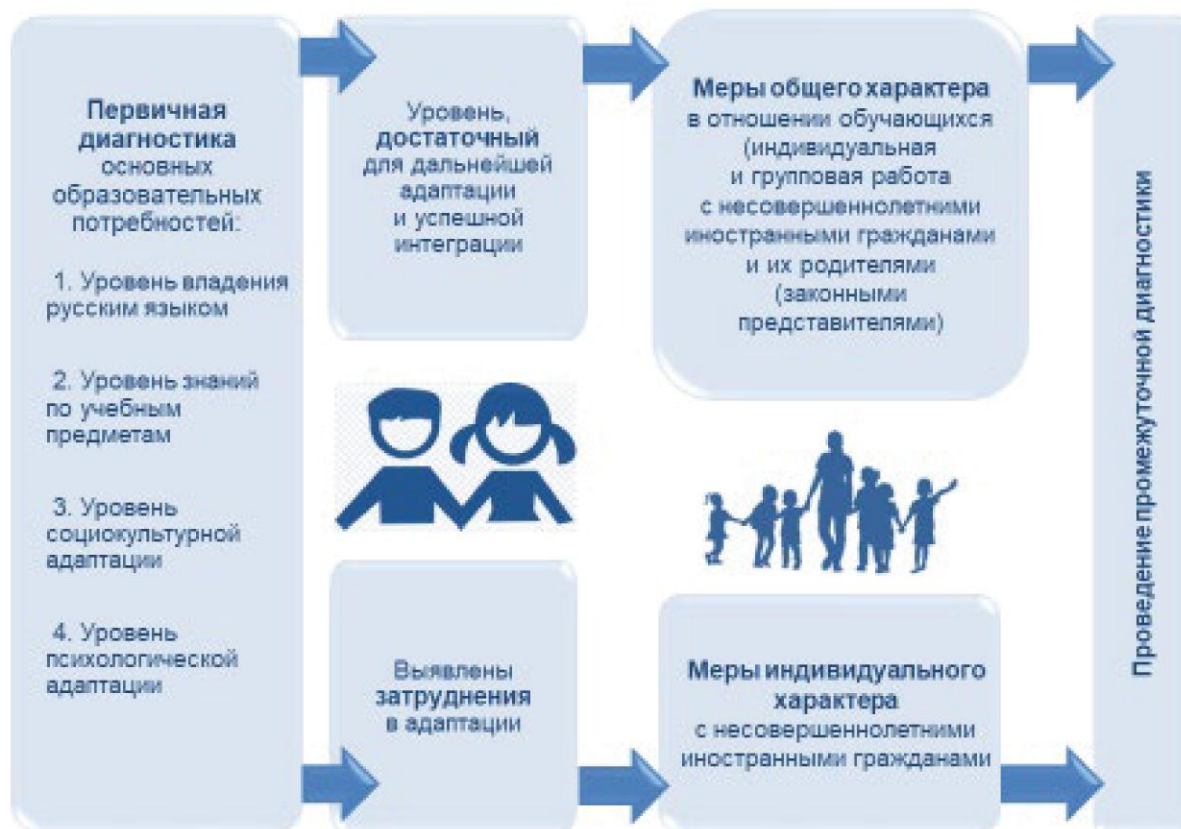 Первичная
диагностика
основных
образовательных
потребностей:
1. Уровень владения
русским языком
2. Уровень знаний
по учебным
предметам
3. Уровень
социокультурной
адаптации
4. Уровень
психологической
адаптации
Уровень,
достаточный
для дальнейшей
адаптации
и успешной
интеграции
Меры общего характера
в отношении обучающихся
(индивидуальная
и групповая работа
с несовершеннолетними
иностранными гражданами
и их родителями
(законными
представителями)
Выявлены
затруднения
в адаптации
Меры индивидуального
характера
с несовершеннолетними
иностранными гражданами
Проведение промежуточной диагностики